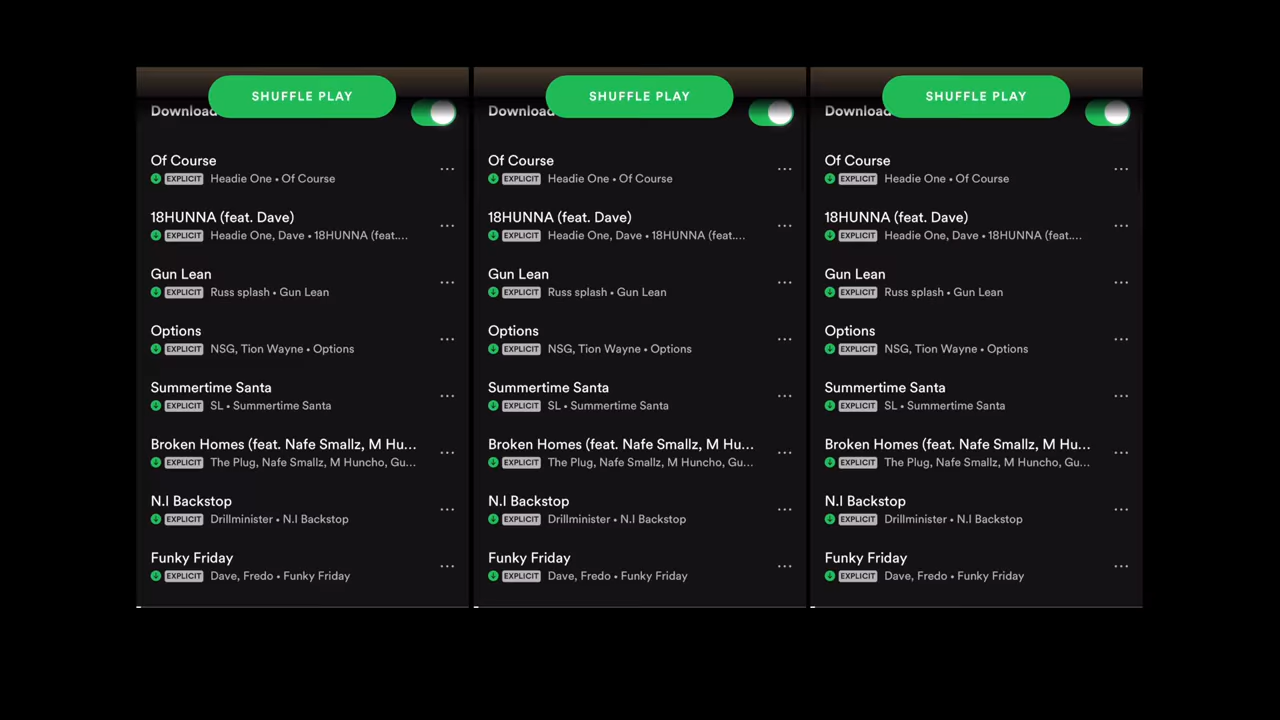 SHUFFLE PLAY
Download
Of Course
EXPLICIT Headie One • Of Course
18HUNNA (feat. Dave)
EXPLICIT Headie One, Dave • 18HUNNA (feat....
Gun Lean
EXPLICIT Russ splash • Gun Lean
Options
EXPLICIT NSG, Tion Wayne • Options
Summertime Santa
EXPLICIT SL • Summertime Santa
Broken Homes (feat. Nafe Smallz, M Hu...
EXPLICIT The Plug, Nafe Smallz, M Huncho, Gu...
N.I Backstop
EXPLICIT Drillminister • N.I Backstop
Funky Friday
EXPLICIT Dave, Fredo • Funky Friday
SHUFFLE PLAY
Download
Of Course
EXPLICIT Headie One • Of Course
18HUNNA (feat. Dave)
EXPLICIT Headie One, Dave • 18HUNNA (feat....
Gun Lean
EXPLICIT Russ splash • Gun Lean
Options
EXPLICIT NSG, Tion Wayne • Options
Summertime Santa
EXPLICIT SL • Summertime Santa
Broken Homes (feat. Nafe Smallz, M Hu...
EXPLICIT The Plug, Nafe Smallz, M Huncho, Gu...
N.I Backstop
EXPLICIT Drillminister • N.I Backstop
Funky Friday
EXPLICIT Dave, Fredo • Funky Friday
SHUFFLE PLAY
Download
Of Course
EXPLICIT Headie One • Of Course
18HUNNA (feat. Dave)
EXPLICIT Headie One, Dave • 18HUNNA (feat....
Gun Lean
EXPLICIT Russ splash • Gun Lean
Options
EXPLICIT NSG, Tion Wayne • Options
Summertime Santa
EXPLICIT SL • Summertime Santa
Broken Homes (feat. Nafe Smallz, M Hu...
EXPLICIT The Plug, Nafe Smallz, M Huncho, Gu...
N.I Backstop
EXPLICIT Drillminister • N.I Backstop
Funky Friday
EXPLICIT Dave, Fredo • Funky Friday